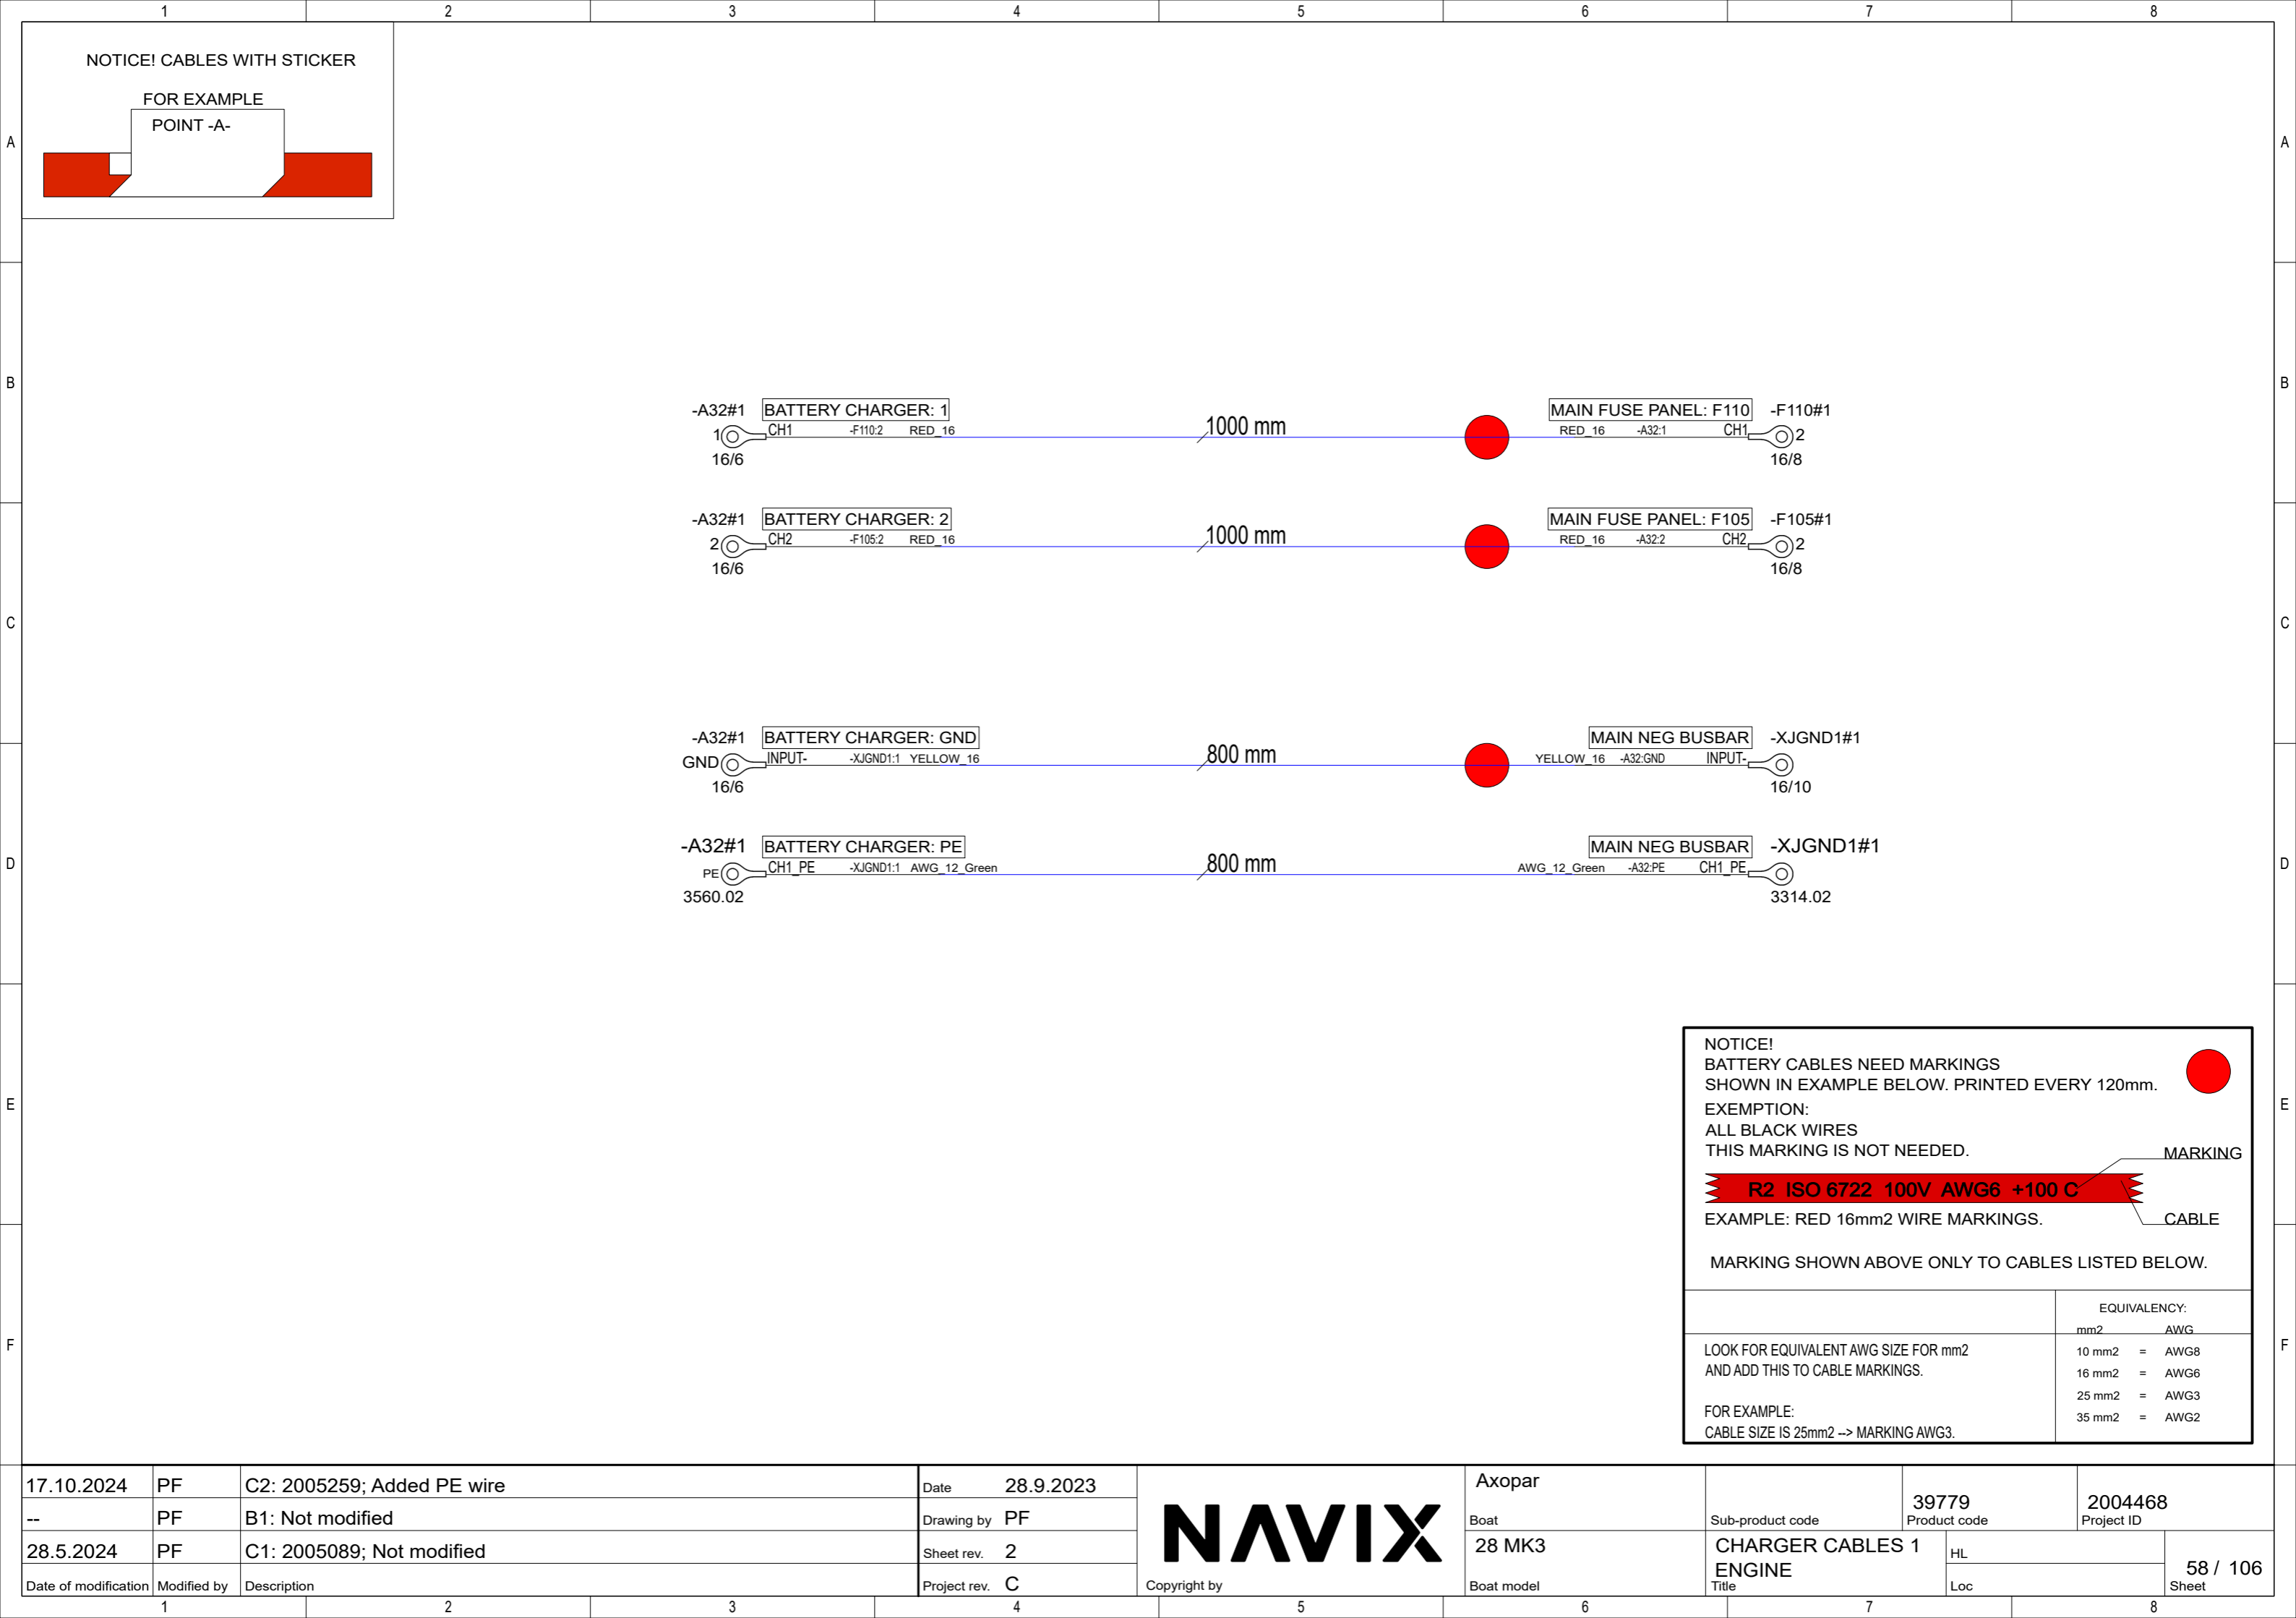 1 2 3 4 5 6 7 8
NOTICE! CABLES WITH STICKER
FOR EXAMPLE
POINT -A-
A A
B B
-A32#1 BATTERY CHARGER: 1 MAIN FUSE PANEL: F110 -F110#1
1 CH1 -F110:2 RED_16 1000 mm RED_16 -A32:1 CH1 2
16/6 16/8
-A32#1 BATTERY CHARGER: 2 MAIN FUSE PANEL: F105 -F105#1
2 CH2 -F105:2 RED_16 1000 mm RED_16 -A32:2 CH2 2
16/6 16/8
C C
-A32#1 BATTERY CHARGER: GND MAIN NEG BUSBAR -XJGND1#1
GND INPUT- -XJGND1:1 YELLOW_16 800 mm YELLOW_16 -A32:GND INPUT-
16/6 16/10
-A32#1 BATTERY CHARGER: PE MAIN NEG BUSBAR -XJGND1#1
D D
PE CH1_PE -XJGND1:1 AWG_12_Green 800 mm AWG_12_Green -A32:PE CH1_PE
3560.02 3314.02
NOTICE!
BATTERY CABLES NEED MARKINGS
SHOWN IN EXAMPLE BELOW. PRINTED EVERY 120mm.
E E
EXEMPTION:
ALL BLACK WIRES
THIS MARKING IS NOT NEEDED.
MARKING
R2 ISO 6722 100V AWG6 +100 C
EXAMPLE: RED 16mm2 WIRE MARKINGS.
CABLE
MARKING SHOWN ABOVE ONLY TO CABLES LISTED BELOW.
EQUIVALENCY:
mm2 AWG
F F
LOOK FOR EQUIVALENT AWG SIZE FOR mm2
AND ADD THIS TO CABLE MARKINGS.
FOR EXAMPLE:
CABLE SIZE IS 25mm2 --> MARKING AWG3.
10 mm2 = AWG8
16 mm2 = AWG6
25 mm2 = AWG3
35 mm2 = AWG2
17.10.2024 PF C2: 2005259; Added PE wire
-- PF B1: Not modified
28.5.2024 PF C1: 2005089; Not modified
Date of modification Modified by Description
Date 28.9.2023
Drawing by PF
Sheet rev. 2
Project rev. C
NAVIX
Copyright by
Axopar
Boat
28 MK3
Boat model
Sub-product code
39779
Product code
2004468
Project ID
CHARGER CABLES 1
ENGINE
Title
HL
Loc
58 / 106
Sheet
1 2 3 4 5 6 7 8